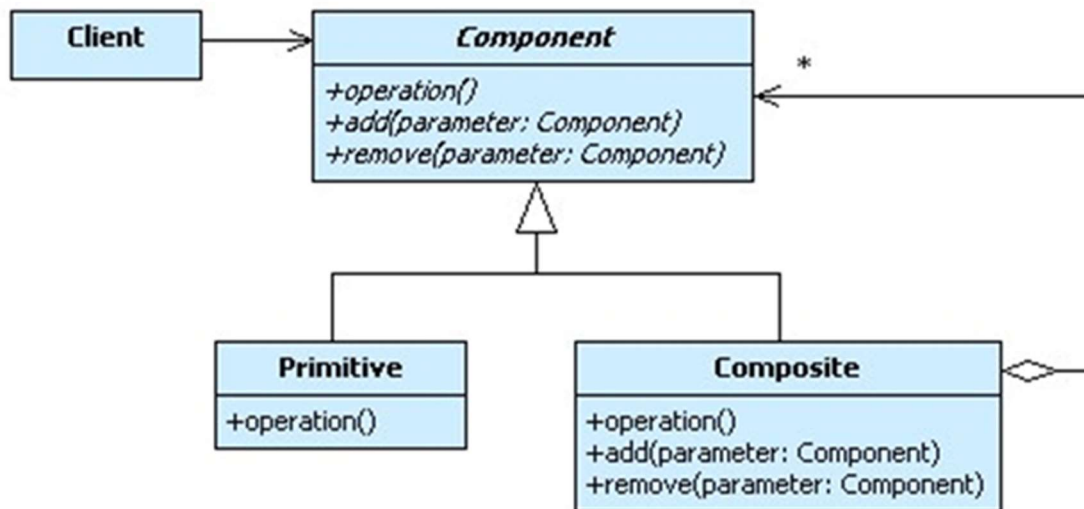 Client
Component
+operation()
+add(parameter: Component)
+remove(parameter: Component)
*
Primitive
+operation()
Composite
+operation()
+add(parameter: Component)
+remove(parameter: Component)